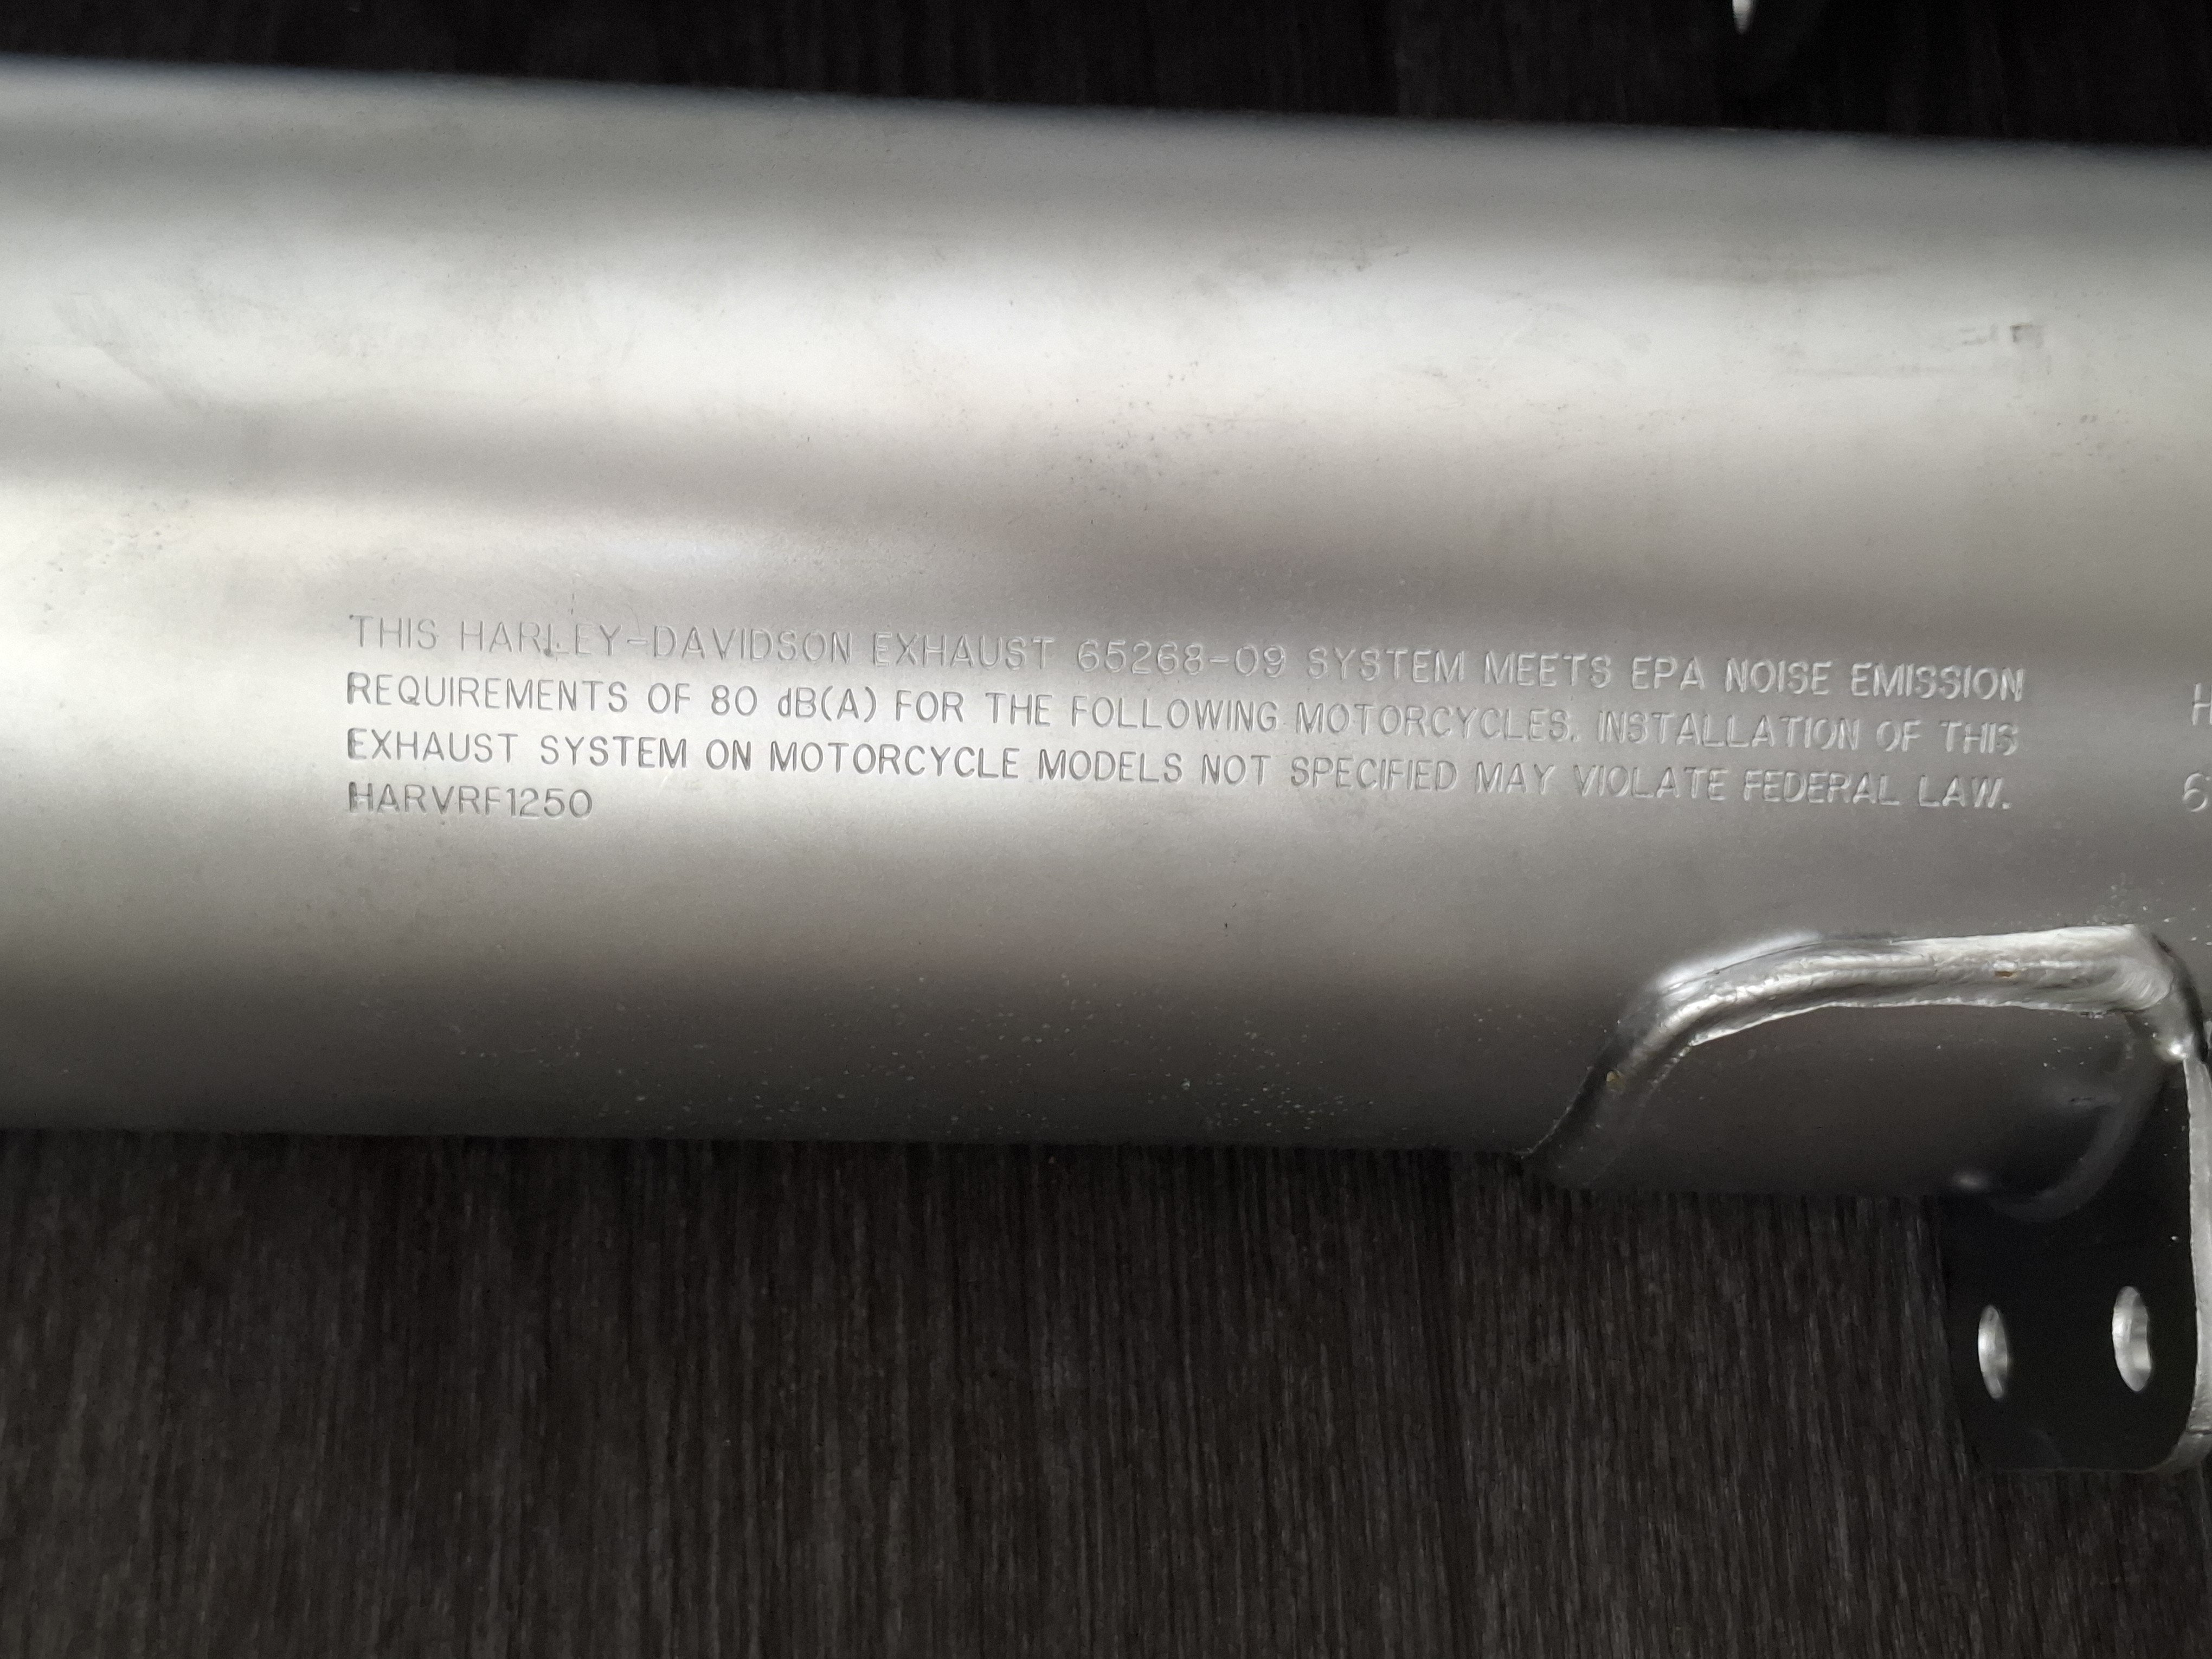 THIS HARLEY-DAVIDSON EXHAUST 65268-09 SYSTEM MEETS EPA NOISE EMISSION
REQUIREMENTS OF 80 dB(A) FOR THE FOLLOWING MOTORCYCLES. INSTALLATION OF THIS
EXHAUST SYSTEM ON MOTORCYCLE MODELS NOT SPECIFIED MAY VIOLATE FEDERAL LAW.
HARVRF1250